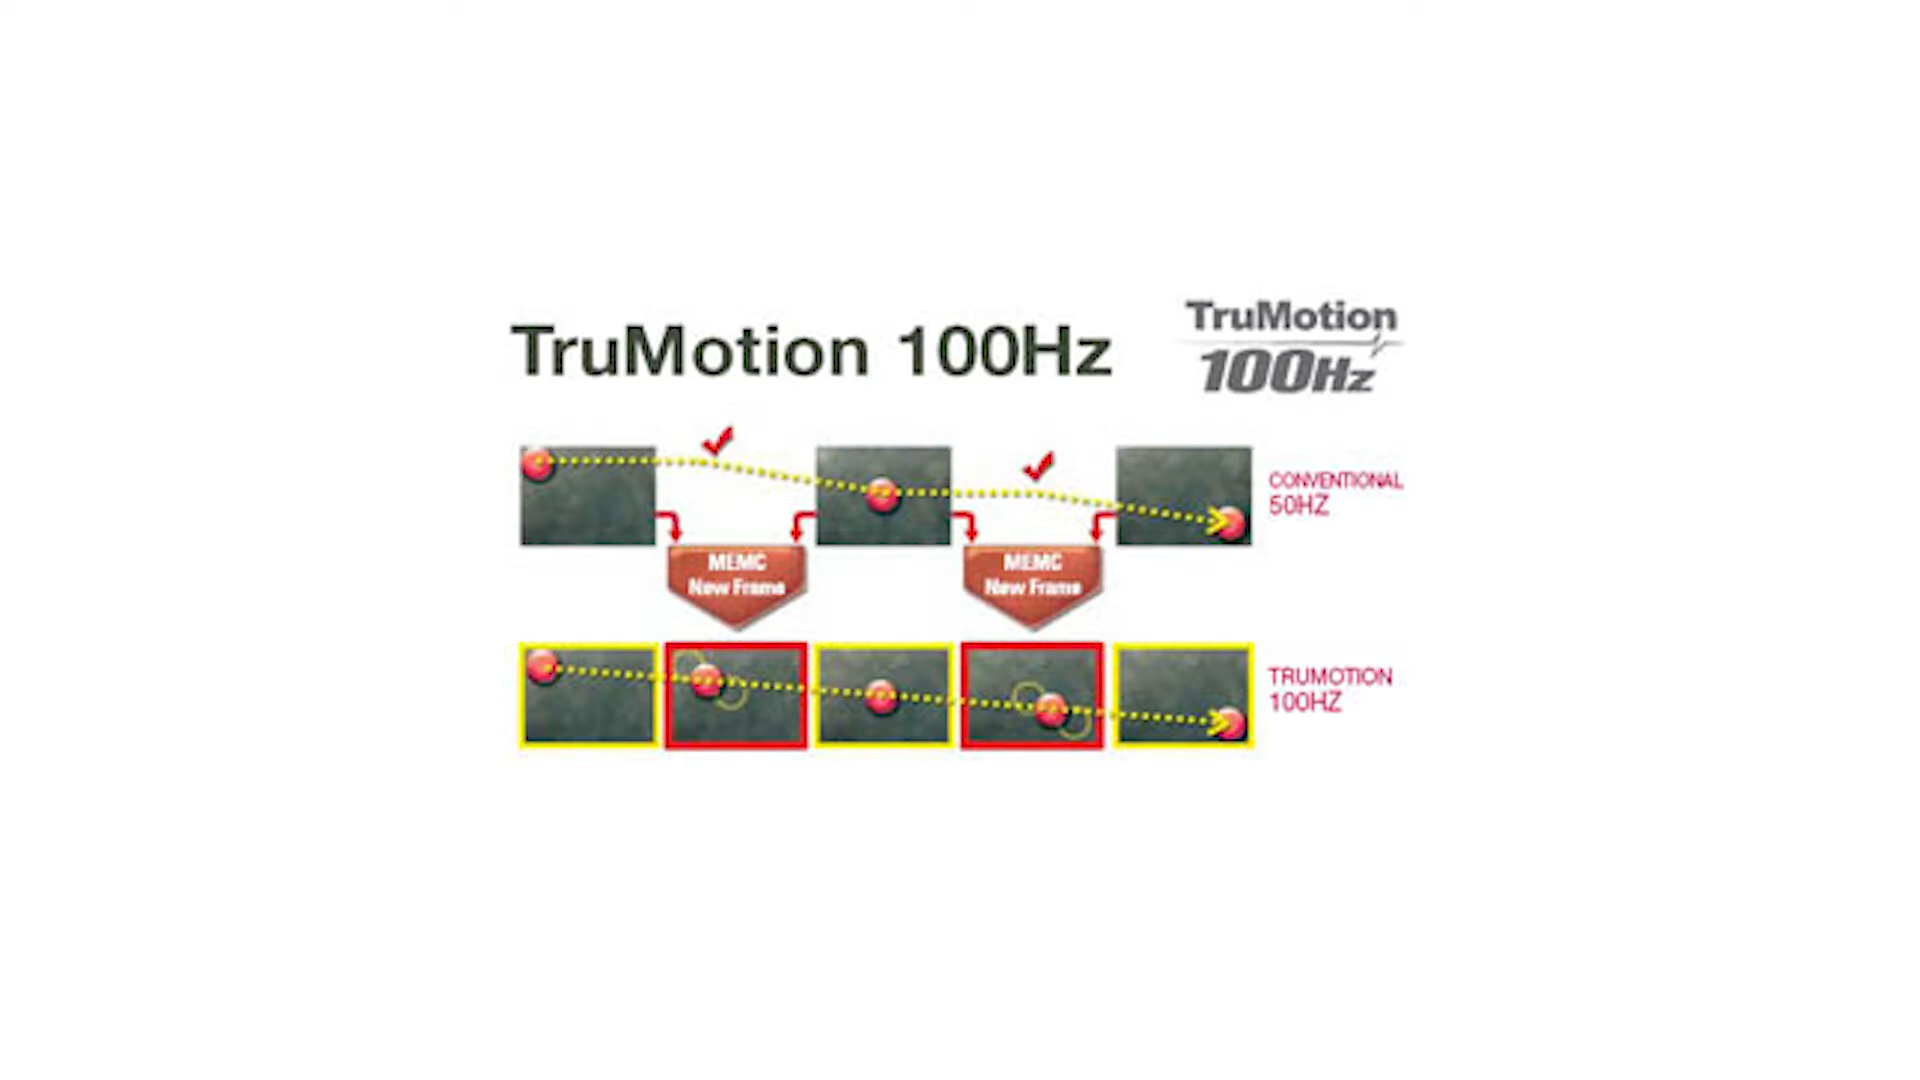 TruMotion 100Hz
TruMotion
100Hz
CONVENTIONAL
50HZ
MEMC
New Frame
MEMC
New Frame
TRUMOTION
100HZ